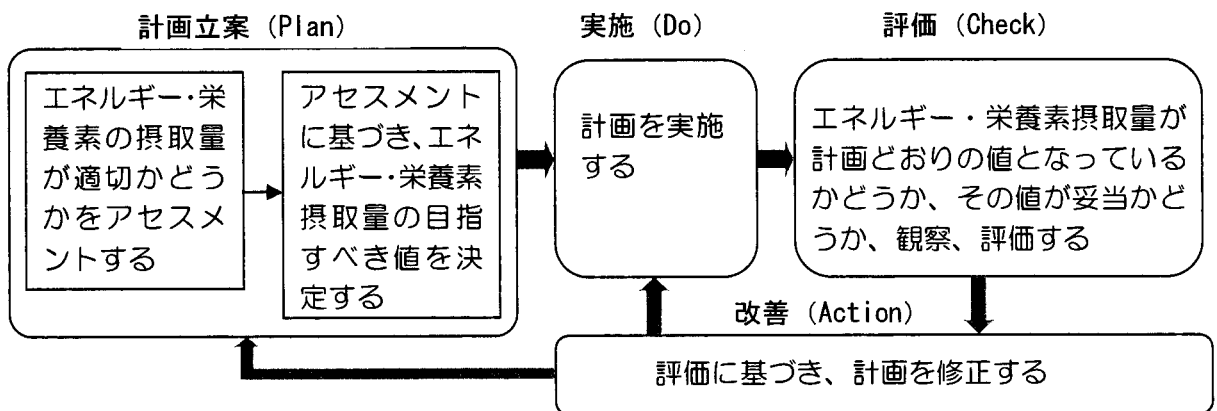 計画立案（Plan）
エネルギー・栄
養素の摂取量
が適切かどう
かをアセスメ
ントする
アセスメント
に基づき、エネ
ルギー・栄養素
摂取量の目指
すべき値を決
定する
実施（Do）
計画を実施
する
評価（Check）
エネルギー・栄養素摂取量が
計画どおりの値となっている
かどうか、その値が妥当かど
うか、観察、評価する
改善（Action）
評価に基づき、計画を修正する